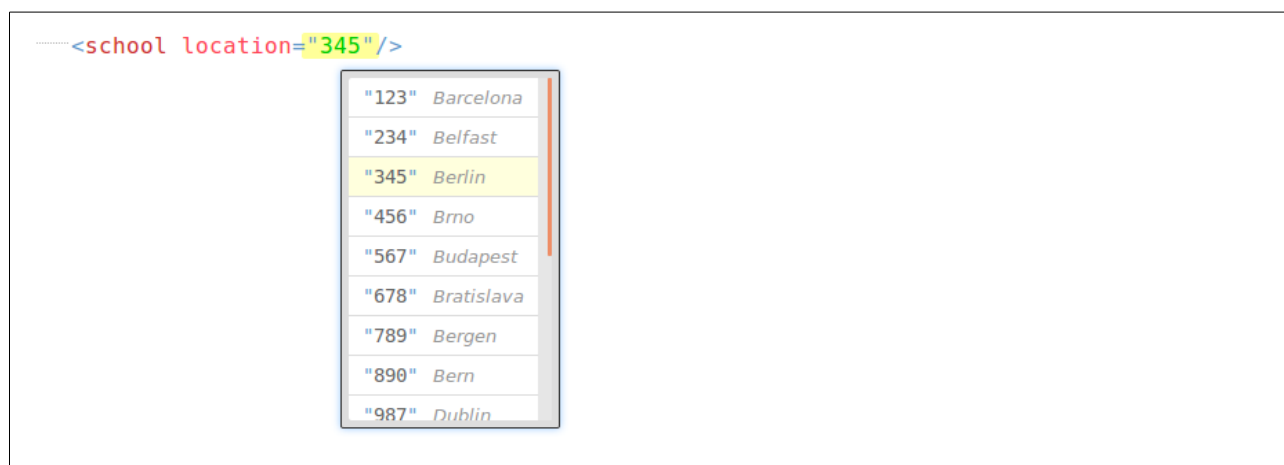 <school location="345"/>
"123" Barcelona
"234" Belfast
"345" Berlin
"456" Brno
"567" Budapest
"678" Bratislava
"789" Bergen
"890" Bern
"987" Dublin